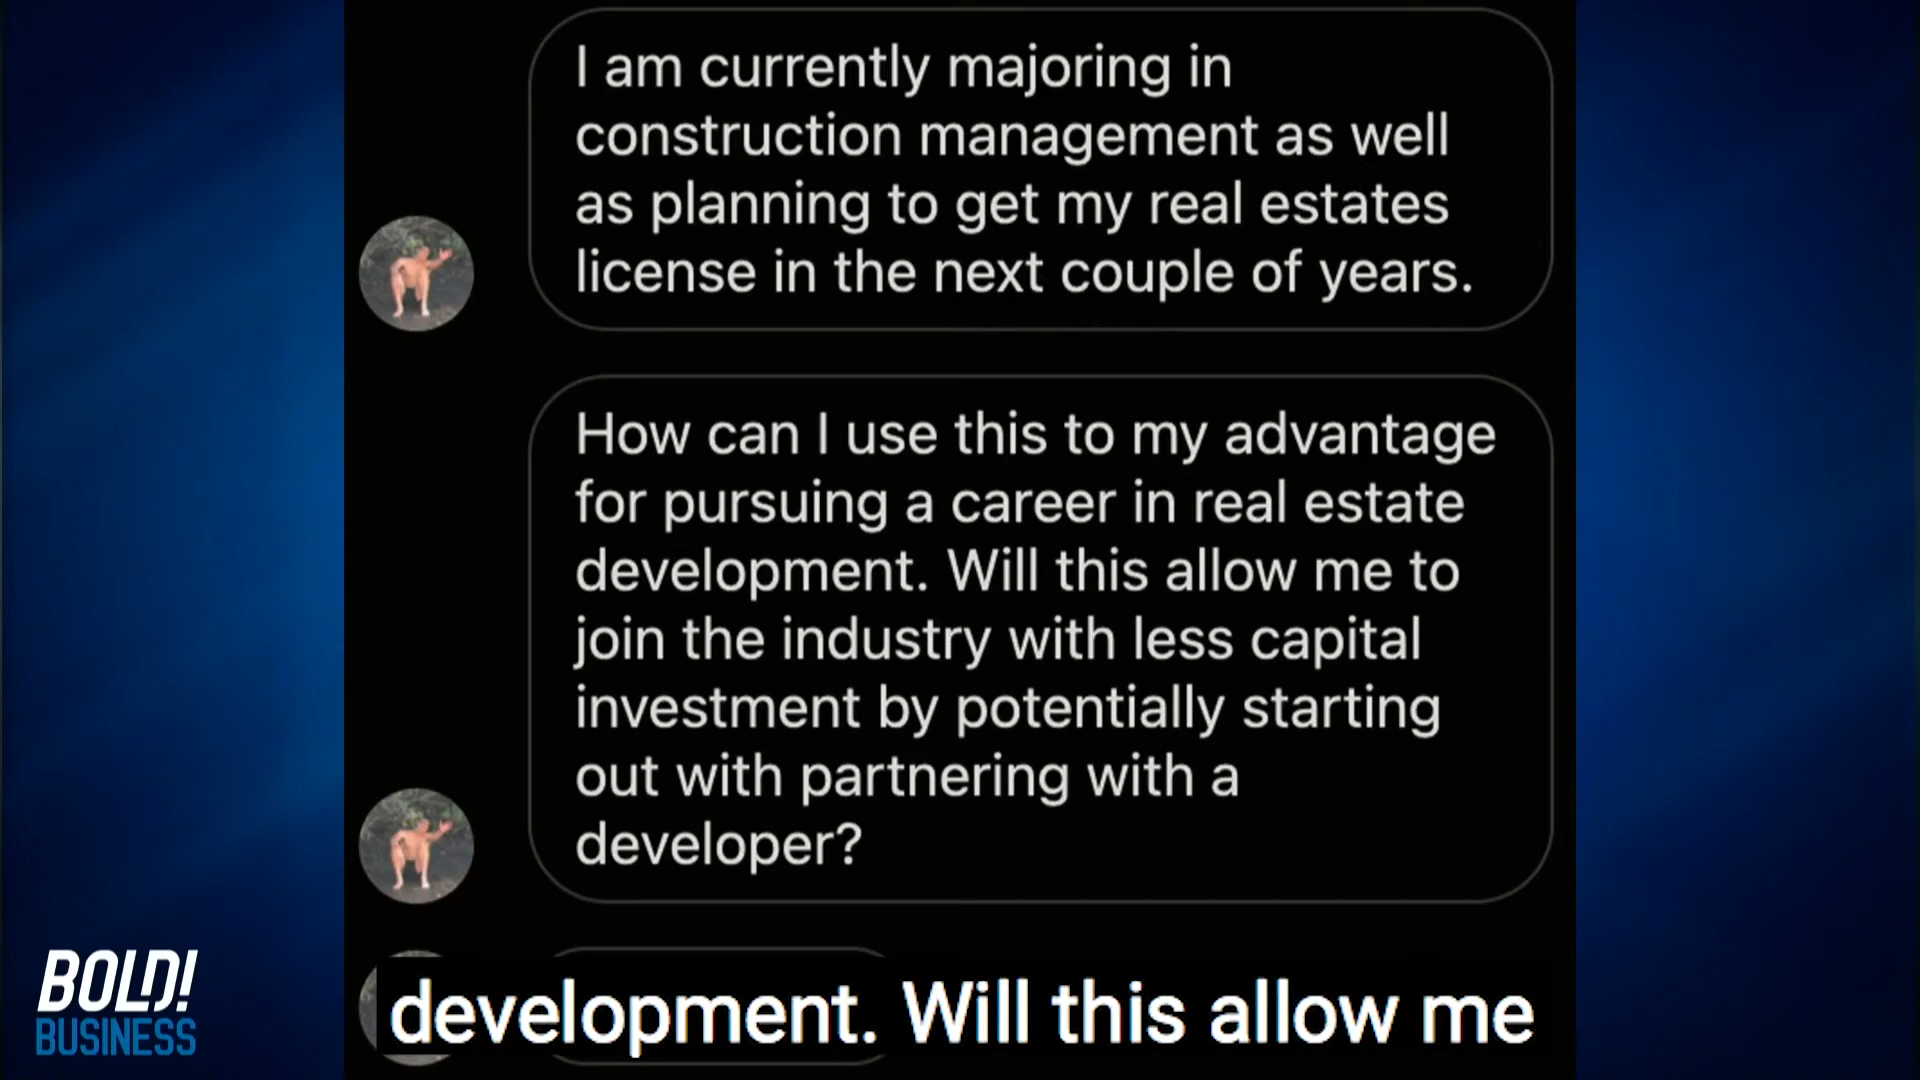 I am currently majoring in
construction management as well
as planning to get my real estates
license in the next couple of years.
How can I use this to my advantage
for pursuing a career in real estate
development. Will this allow me to
join the industry with less capital
investment by potentially starting
out with partnering with a
developer?
development. Will this allow me
BOLD!
BUSINESS